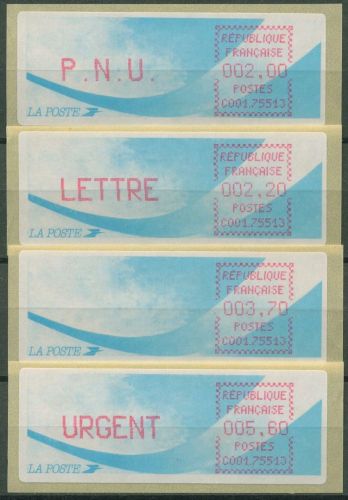 P.N.U.
RÉPUBLIQUE
FRANÇAISE
002,00
POSTES
C001.75513
LA POSTE
LETTRE
RÉPUBLIQUE
FRANÇAISE
002,20
POSTES
C001.75513
LA POSTE
RÉPUBLIQUE
FRANÇAISE
003,70
POSTES
C001.75513
LA POSTE
URGENT
RÉPUBLIQUE
FRANÇAISE
005,60
POSTES
C001.75513
LA POSTE